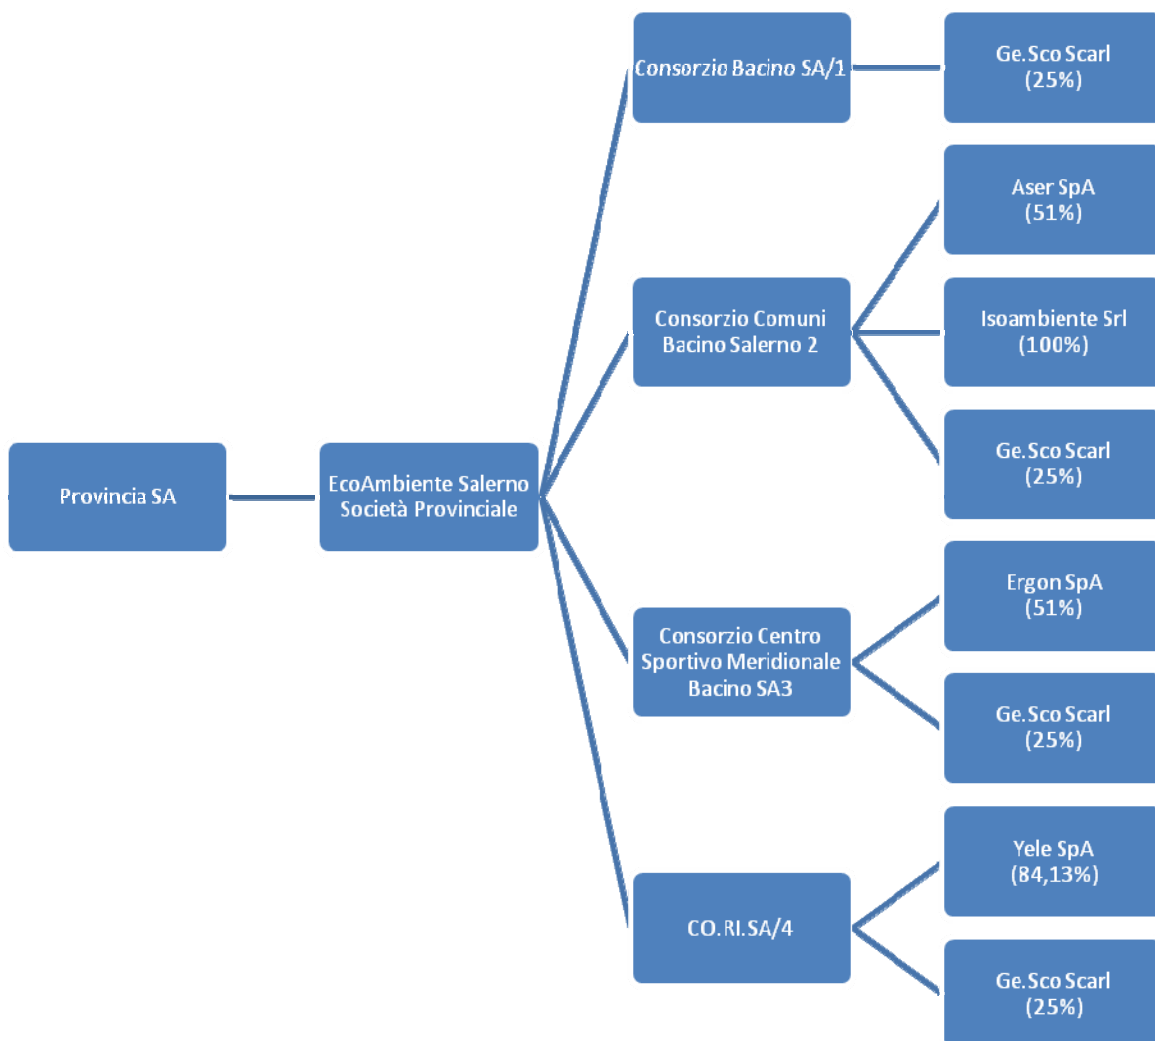 Provincia SA
EcoAmbiente Salerno
Società Provinciale
Consorzio Bacino SA/1
Ge.Sco Scarl
(25%)
Consorzio Comuni
Bacino Salerno 2
Aser SpA
(51%)
Isoambiente Srl
(100%)
Ge.Sco Scarl
(25%)
Consorzio Centro
Sportivo Meridionale
Bacino SA3
Ergon SpA
(51%)
Ge.Sco Scarl
(25%)
CO.RI.SA/4
Yele SpA
(84,13%)
Ge.Sco Scarl
(25%)